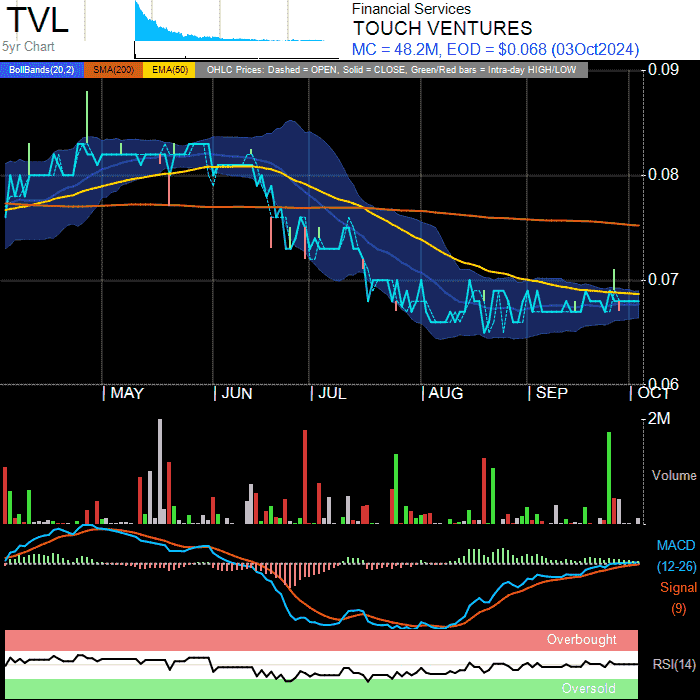 TVL
5yr Chart
Financial Services
TOUCH VENTURES
MC = 48.2M, EOD = $0.068 (03Oct2024)
BollBands(20,2) SMA(200) EMA(50) OHLC Prices: Dashed = OPEN, Solid = CLOSE, Green/Red bars = Intra-day HIGH/LOW
0.09
0.08
0.07
0.06
MAY JUN JUL AUG SEP OCT
2M
Volume
MACD
(12-26)
Signal
(9)
Overbought
RSI(14)
Oversold